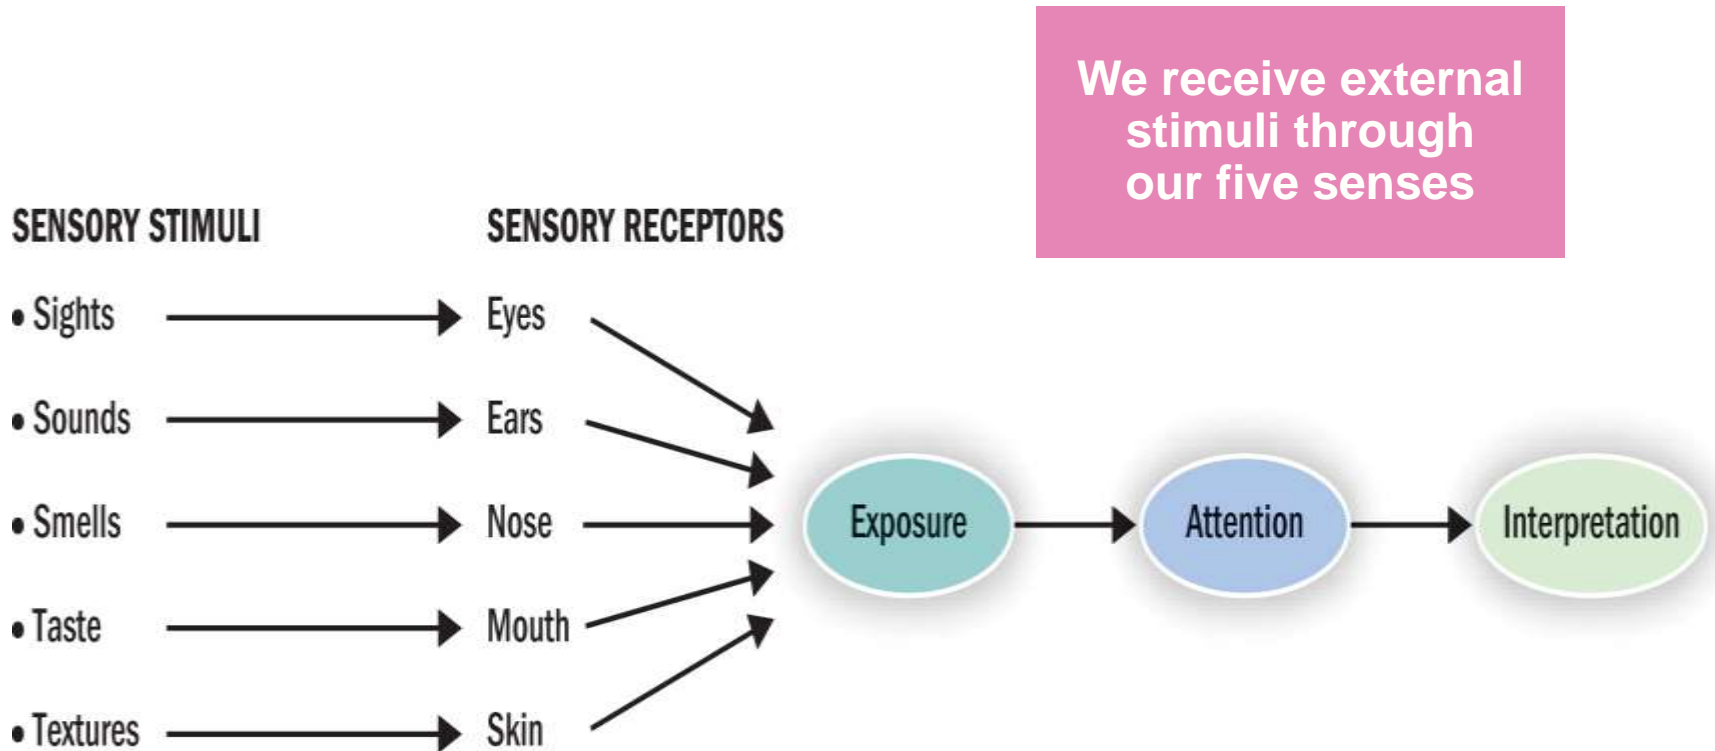 We receive external
stimuli through
our five senses
SENSORY STIMULI SENSORY RECEPTORS
• Sights Eyes
• Sounds Ears
• Smells Nose Exposure Attention Interpretation
• Taste Mouth
• Textures Skin